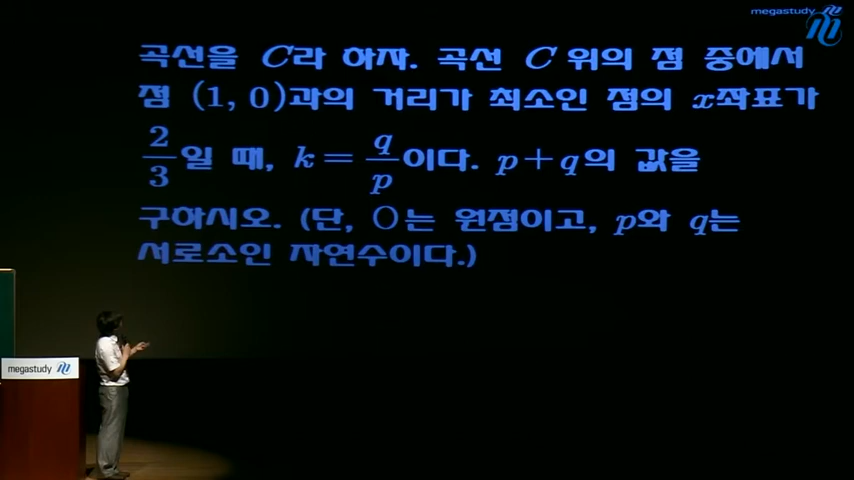 megastudy
곡선을 C라 하자. 곡선 C 위의 점 중에서
점 (1, 0)과의 거리가 최소인 점의 x좌표가
2/3일 때, k = q/p이다. p+q의 값을
구하시오. (단, O는 원점이고, p와 q는
서로소인 자연수이다.)
megastudy